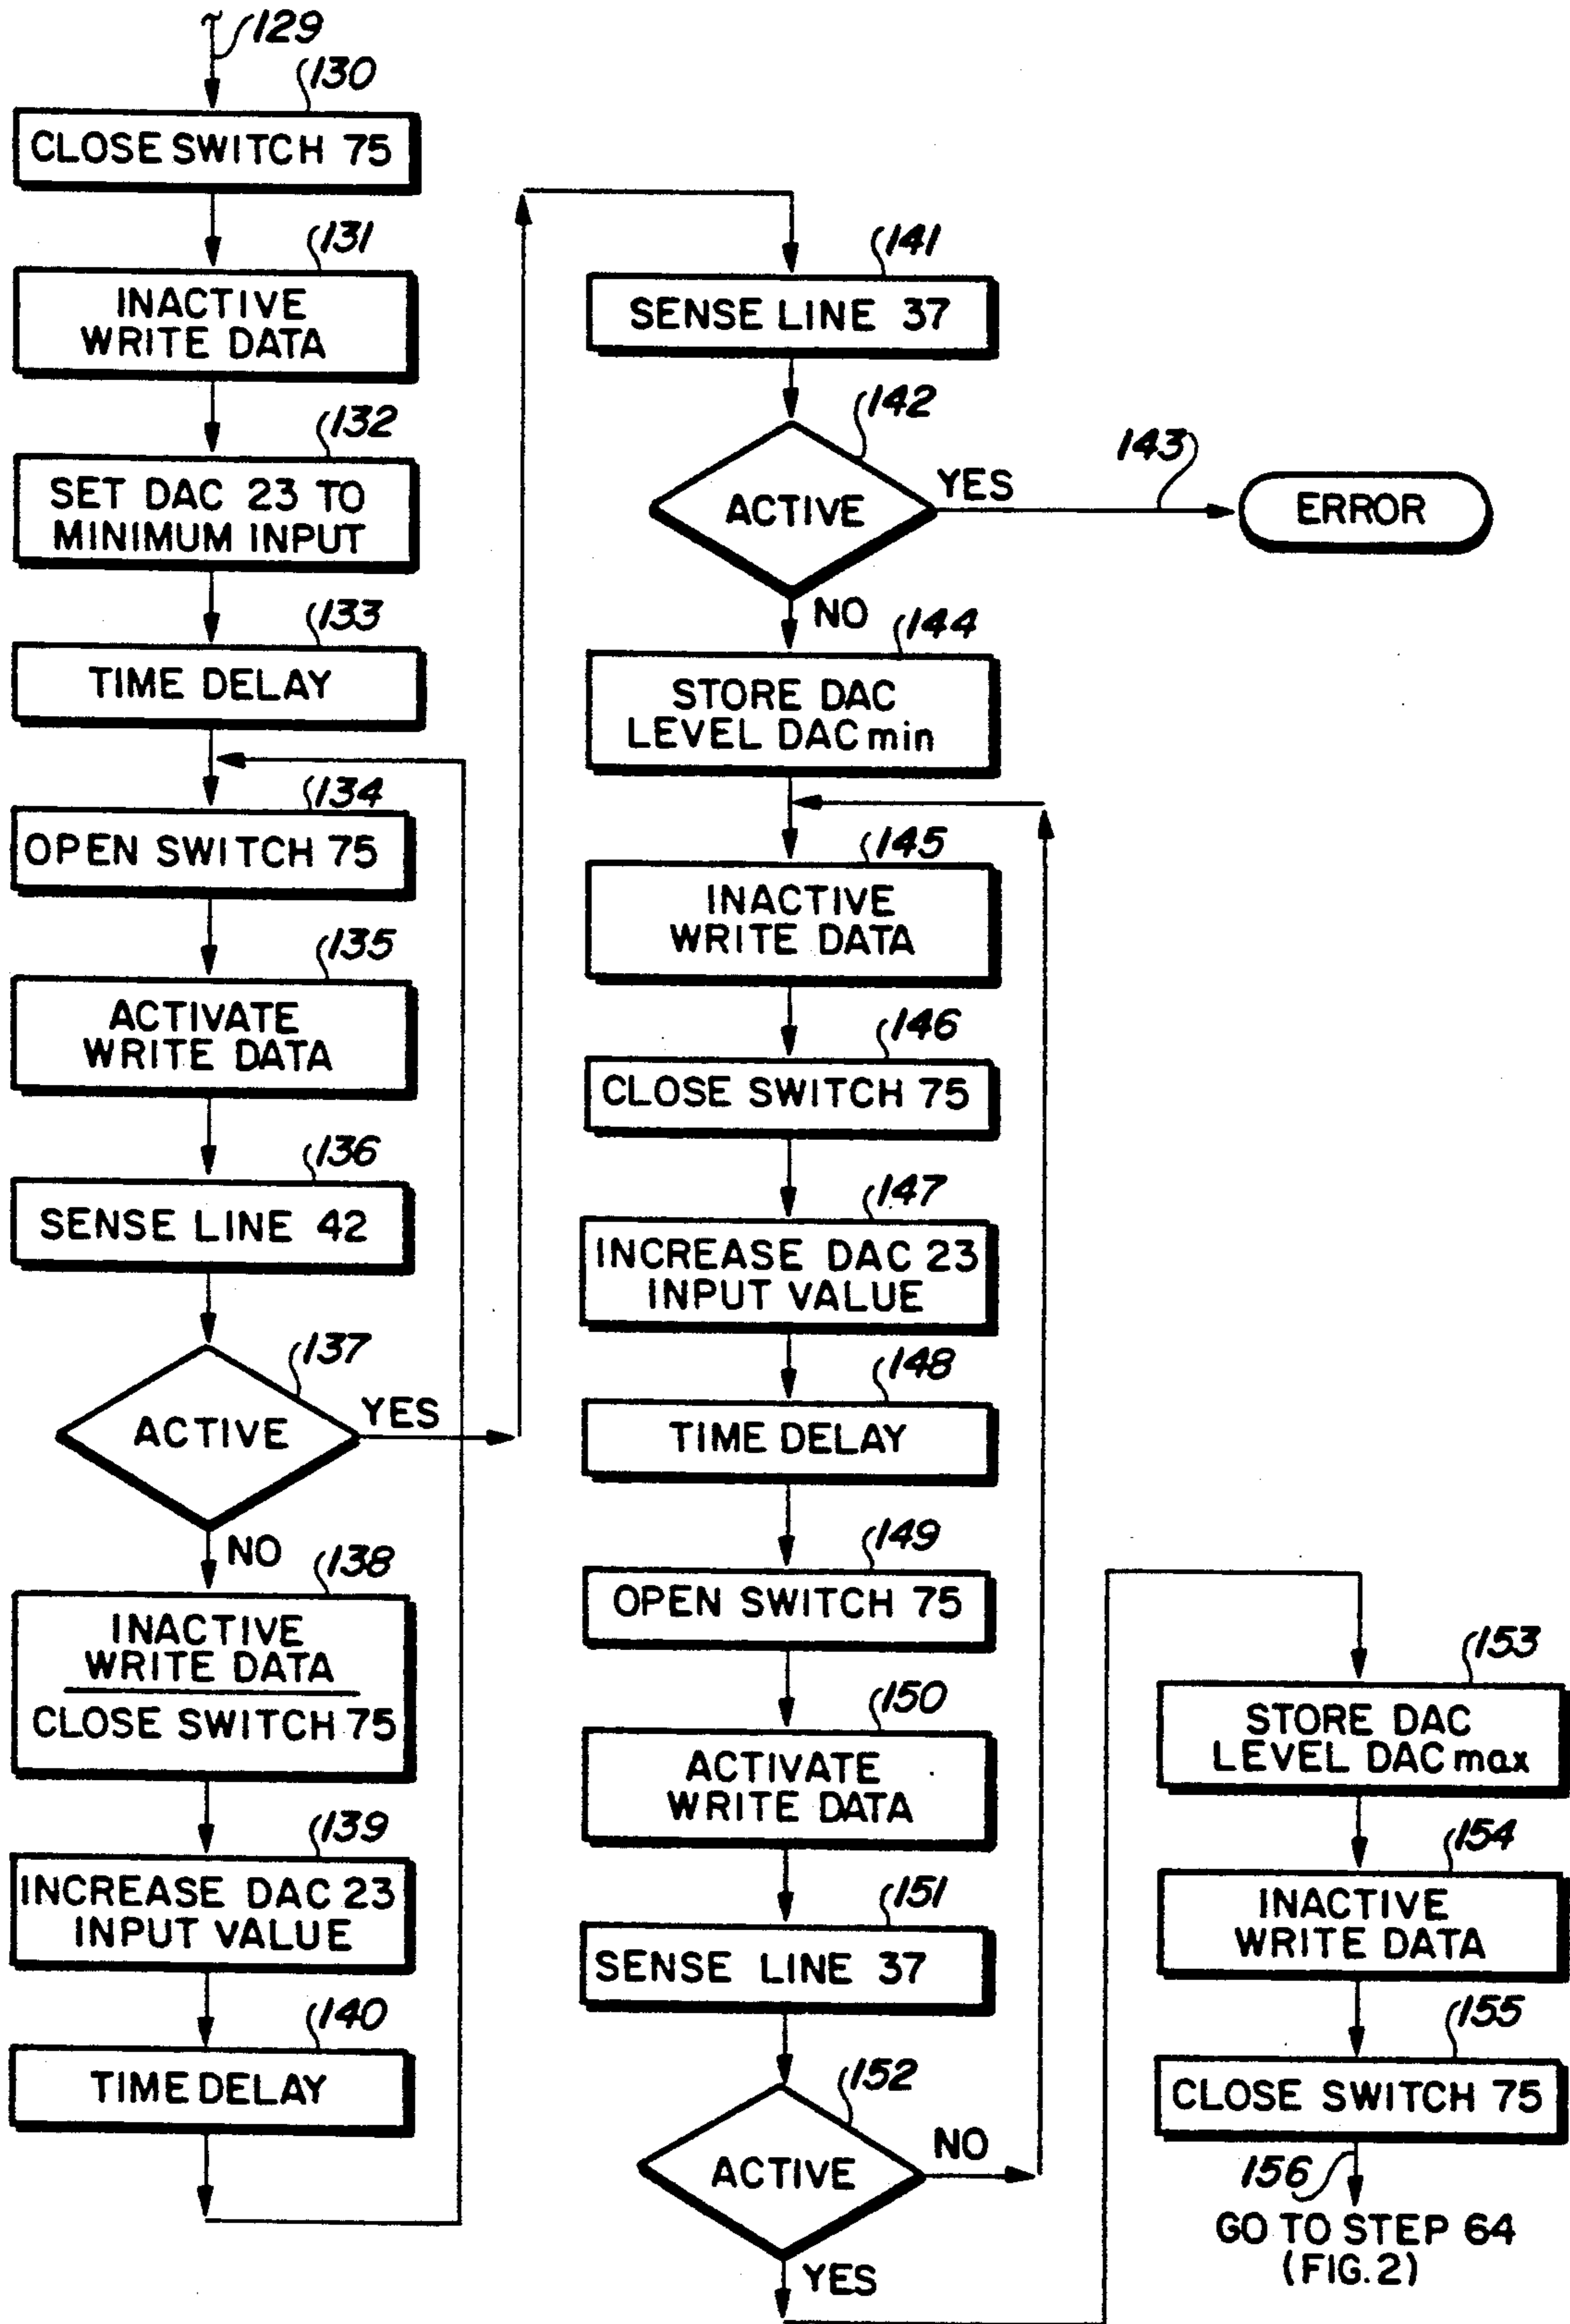 129
130
CLOSE SWITCH 75
131
INACTIVE
WRITE DATA
132
SET DAC 23 TO
MINIMUM INPUT
133
TIME DELAY
134
OPEN SWITCH 75
135
ACTIVATE
WRITE DATA
136
SENSE LINE 42
137
ACTIVE
YES
NO
138
INACTIVE
WRITE DATA
CLOSE SWITCH 75
139
INCREASE DAC 23
INPUT VALUE
140
TIME DELAY
141
SENSE LINE 37
142
ACTIVE
YES
143
ERROR
NO
144
STORE DAC
LEVEL DAC min
145
INACTIVE
WRITE DATA
146
CLOSE SWITCH 75
147
INCREASE DAC 23
INPUT VALUE
148
TIME DELAY
149
OPEN SWITCH 75
150
ACTIVATE
WRITE DATA
151
SENSE LINE 37
152
ACTIVE
NO
YES
153
STORE DAC
LEVEL DAC max
154
INACTIVE
WRITE DATA
155
CLOSE SWITCH 75
156
GO TO STEP 64
(FIG. 2)